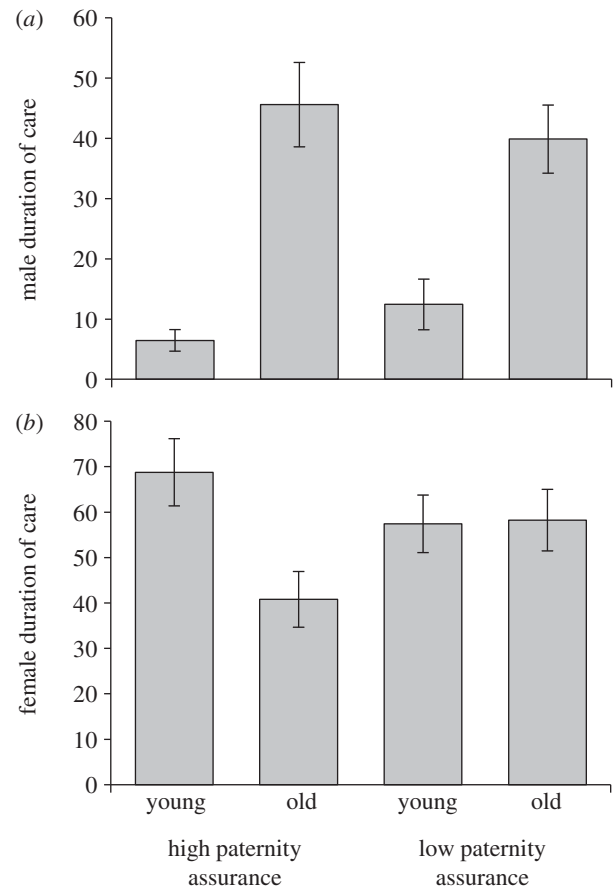 (a)
60
50
40
30
20
10
0
male duration of care
(b)
80
70
60
50
40
30
20
10
0
female duration of care
young old young old
high paternity low paternity
assurance assurance